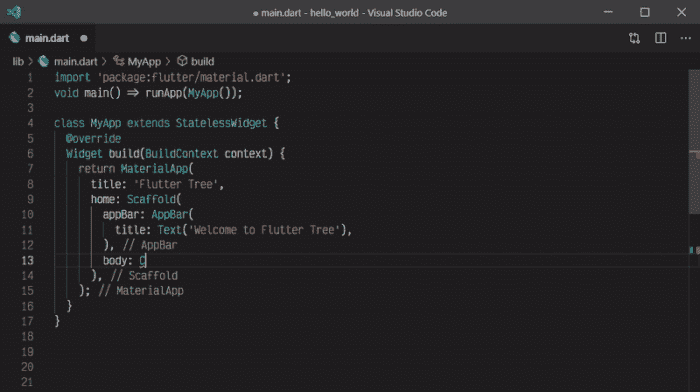 ● main.dart - hello_world - Visual Studio Code
main.dart ●
lib > main.dart > MyApp > build
1 import 'package:flutter/material.dart';
2 void main() => runApp(MyApp());
3
4 class MyApp extends StatelessWidget {
5 @override
6 Widget build(BuildContext context) {
7 return MaterialApp(
8 title: 'Flutter Tree',
9 home: Scaffold(
10 appBar: AppBar(
11 title: Text('Welcome to Flutter Tree'),
12 ), // AppBar
13 body: C
14 ), // Scaffold
15 ); // MaterialApp
16 }
17 }
18
19
20
21